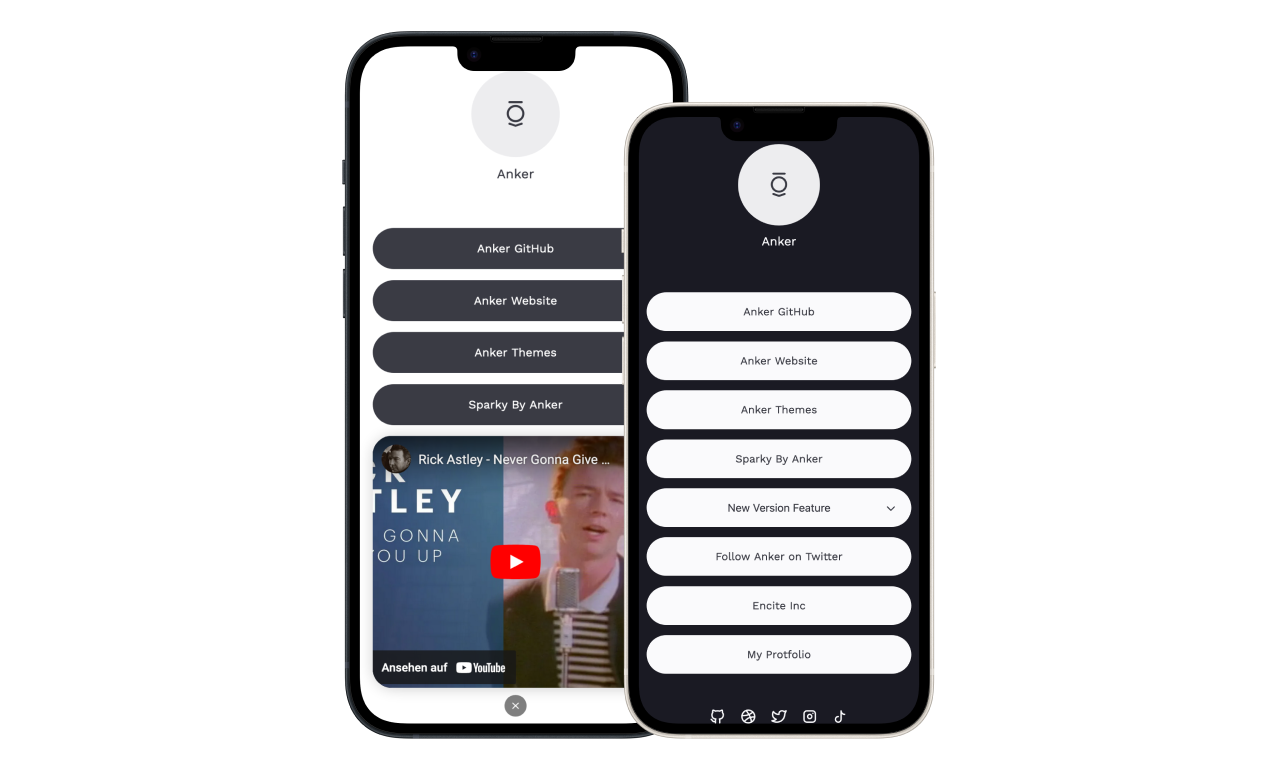 Anker
Anker GitHub
Anker Website
Anker Themes
Sparky By Anker
Rick Astley - Never Gonna Give ...
TLEY
GONNA
OU UP
Ansehen auf YouTube
Anker
Anker GitHub
Anker Website
Anker Themes
Sparky By Anker
New Version Feature
Follow Anker on Twitter
Encite Inc
My Protfolio